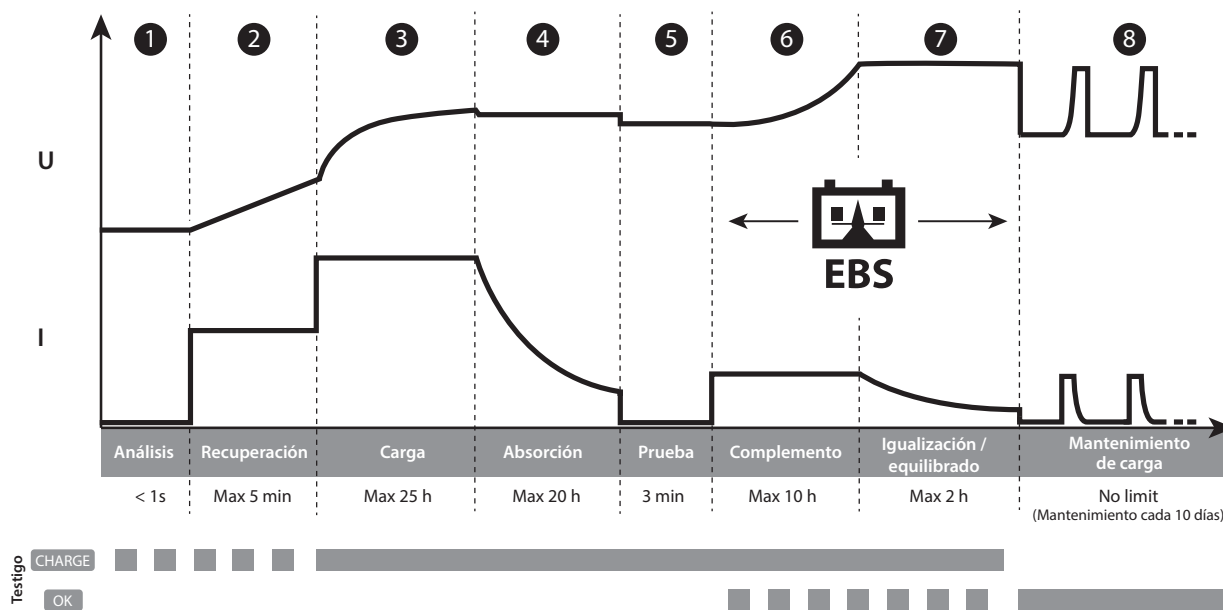 1 2 3 4 5 6 7 8
U
EBS
I
Análisis Recuperación Carga Absorción Prueba Complemento Igualización / equilibrado Mantenimiento de carga
< 1s Max 5 min Max 25 h Max 20 h 3 min Max 10 h Max 2 h No limit
(Mantenimiento cada 10 días)
Testigo
CHARGE
OK